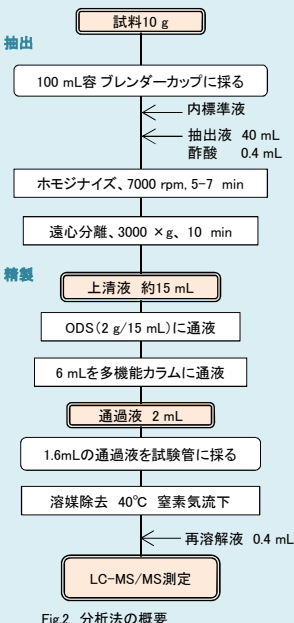 試料10 g
抽出
100 mL容 ブレンダーカップに採る
内標準液
抽出液 40 mL
酢酸 0.4 mL
ホモジナイズ、7000 rpm, 5-7 min
遠心分離、3000 ×g、 10 min
精製
上清液 約15 mL
ODS(2 g/15 mL)に通液
6 mLを多機能カラムに通液
通過液 2 mL
1.6mLの通過液を試験管に採る
溶媒除去 40℃ 窒素気流下
再溶解液 0.4 mL
LC-MS/MS測定
Fig.2 分析法の概要